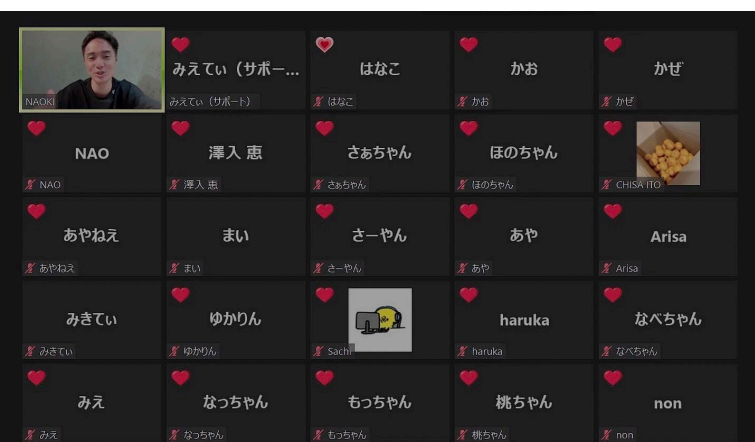 NAOKI
みえてぃ（サポー...
みえてぃ（サポート）
はなこ
はなこ
かお
かお
かぜ
かぜ
NAO
NAO
澤入 恵
澤入 恵
さぁちゃん
さぁちゃん
ほのちゃん
ほのちゃん
CHISA ITO
あやねえ
あやねえ
まい
まい
さーやん
さーやん
あや
あや
Arisa
Arisa
みきてぃ
みきてぃ
ゆかりん
ゆかりん
Sachi
haruka
haruka
なべちゃん
なべちゃん
みえ
みえ
なっちゃん
なっちゃん
もっちゃん
もっちゃん
桃ちゃん
桃ちゃん
non
non